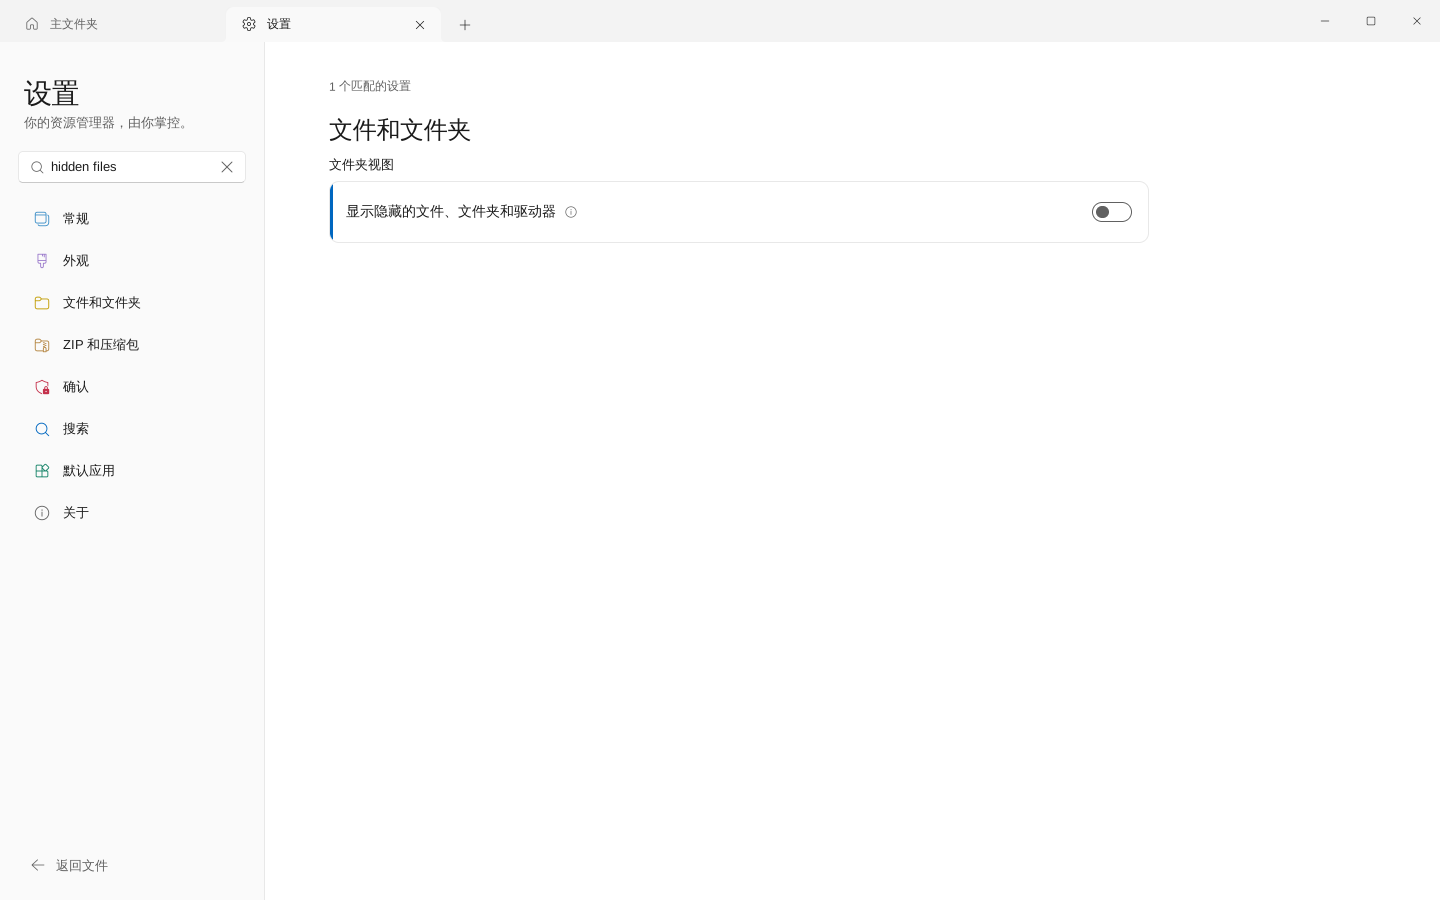 主文件夹
设置
设置
你的资源管理器，由你掌控。
hidden files
常规
外观
文件和文件夹
ZIP 和压缩包
确认
搜索
默认应用
关于
返回文件
1 个匹配的设置
文件和文件夹
文件夹视图
显示隐藏的文件、文件夹和驱动器